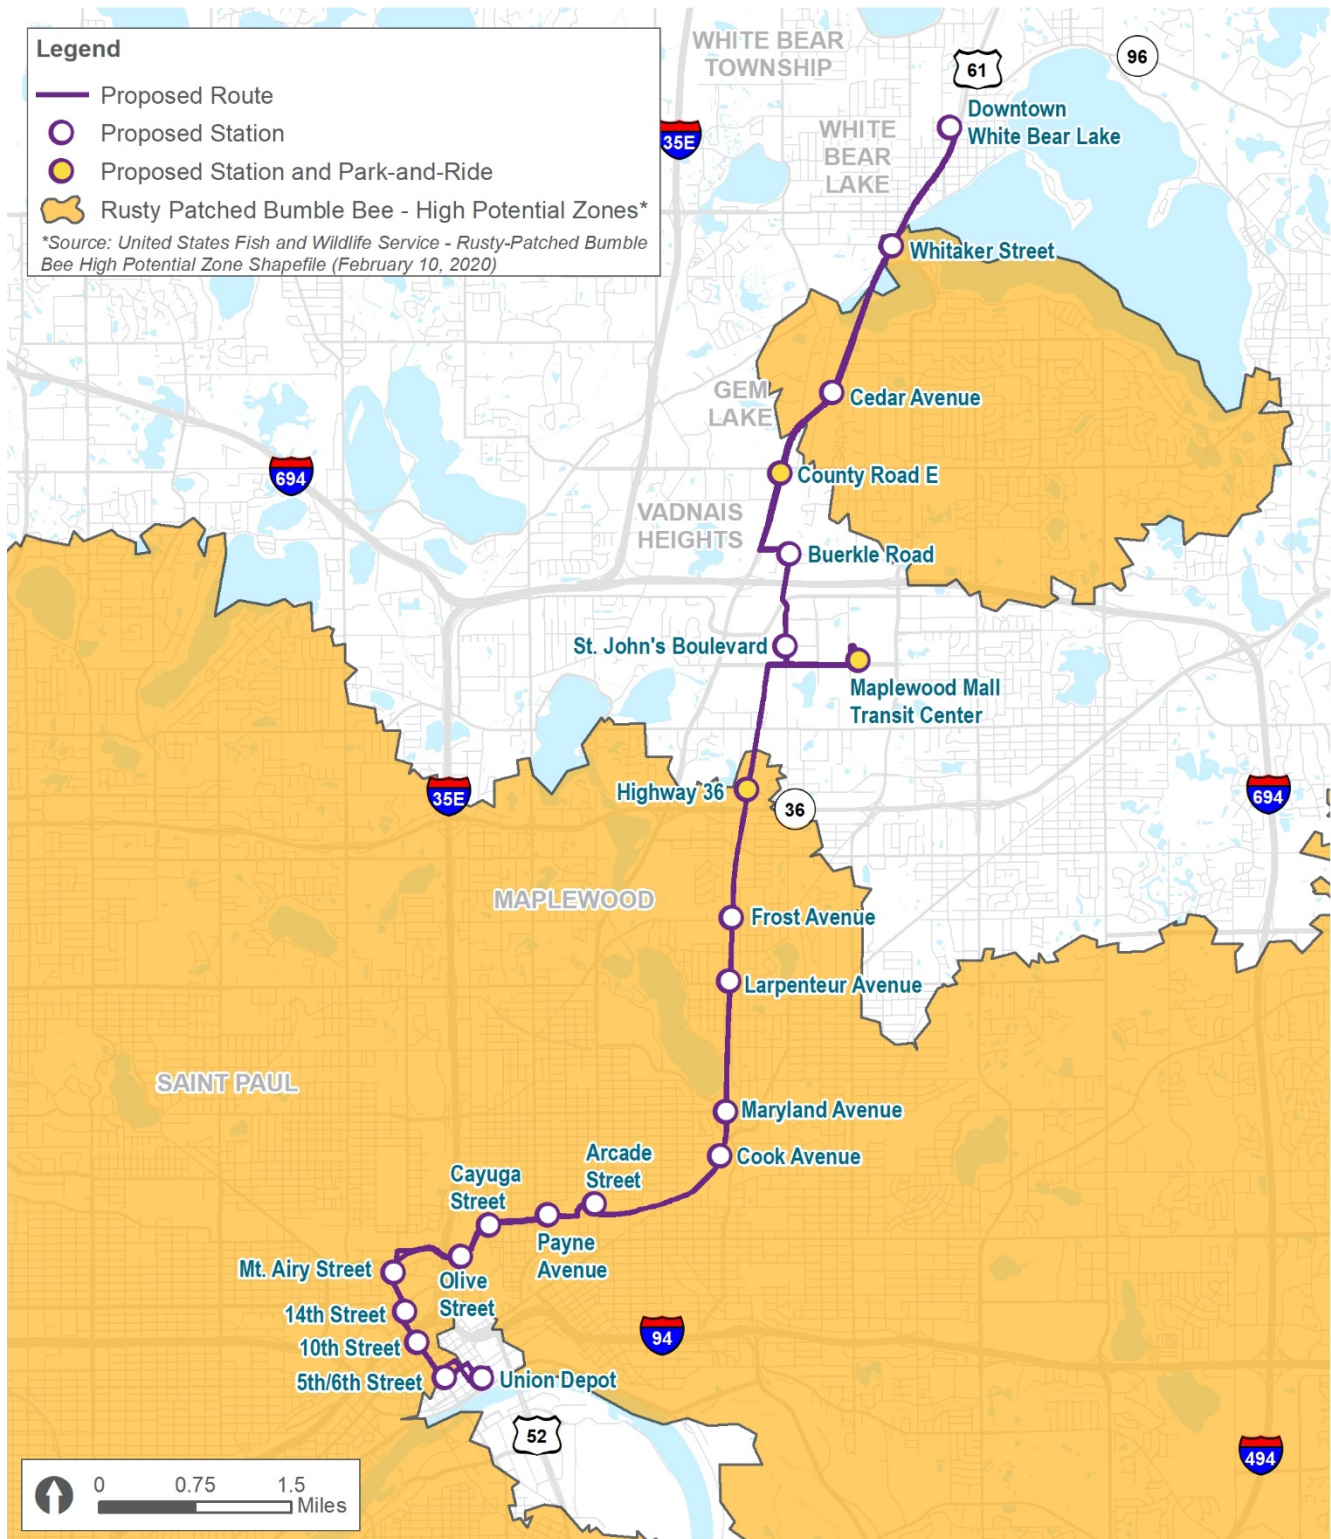 Legend
Proposed Route
Proposed Station
Proposed Station and Park-and-Ride
Rusty Patched Bumble Bee - High Potential Zones*
*Source: United States Fish and Wildlife Service - Rusty-Patched Bumble
Bee High Potential Zone Shapefile (February 10, 2020)
WHITE BEAR
TOWNSHIP
61
96
35E
Downtown
White Bear Lake
WHITE
BEAR
LAKE
Whitaker Street
GEM
LAKE
Cedar Avenue
694
County Road E
VADNAIS
HEIGHTS
Buerkle Road
St. John's Boulevard
Maplewood Mall
Transit Center
35E
Highway 36
36
694
MAPLEWOOD
Frost Avenue
Larpenteur Avenue
SAINT PAUL
Maryland Avenue
Cook Avenue
Arcade
Street
Cayuga
Street
Payne
Avenue
Mt. Airy Street
Olive
Street
14th Street
10th Street
94
5th/6th Street
Union Depot
52
494
0 0.75 1.5
Miles